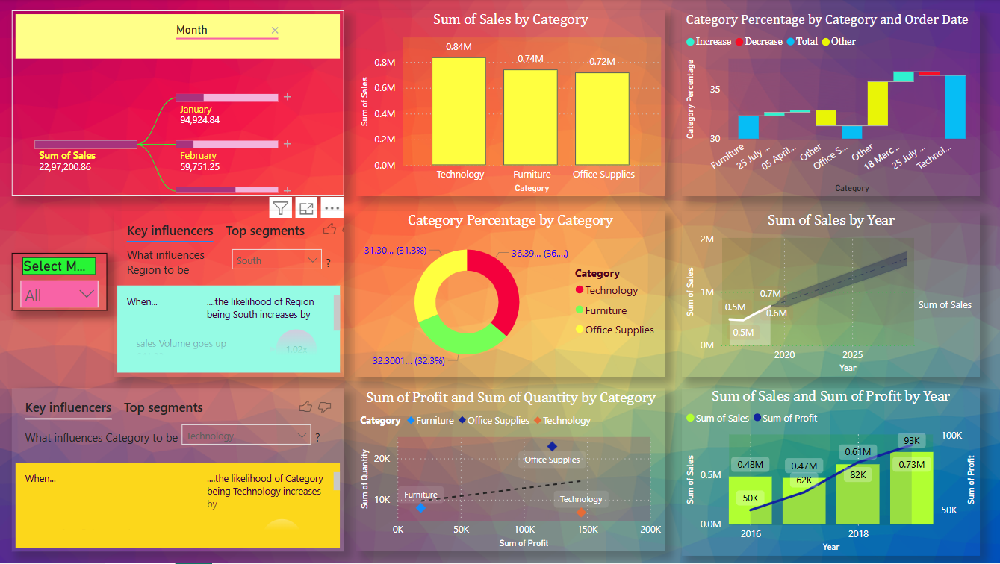 Month
January
94,924.84
Sum of Sales
22,97,200.86
February
59,751.25
Sum of Sales by Category
Sum of Sales
0.8M
0.6M
0.4M
0.2M
0.0M
0.84M
0.74M
0.72M
Technology
Furniture
Office Supplies
Category
Category Percentage by Category and Order Date
Increase
Decrease
Total
Other
Category Percentage
35
30
Furniture
25 July ...
05 April...
Other
Office S...
Other
18 Marc...
25 July ...
Technol...
Category
Select M...
All
Key influencers
Top segments
What influences
Region to be
South
?
When...
....the likelihood of Region
being South increases by
sales Volume goes up
1.02x
Category Percentage by Category
31.30... (31.3%)
36.39... (36....)
32.3001... (32.3%)
Category
Technology
Furniture
Office Supplies
Sum of Sales by Year
Sum of Sales
2M
1M
0M
0.5M
0.5M
0.7M
0.6M
2020
2025
Year
Sum of Sales
Key influencers
Top segments
What influences Category to be
Technology
?
When...
....the likelihood of Category
being Technology increases
by
Sum of Profit and Sum of Quantity by Category
Category
Furniture
Office Supplies
Technology
Sum of Quantity
20K
10K
Office Supplies
Furniture
Technology
0K
50K
100K
150K
200K
Sum of Profit
Sum of Sales and Sum of Profit by Year
Sum of Sales
Sum of Profit
Sum of Sales
0.5M
0.0M
0.48M
0.47M
0.61M
0.73M
50K
62K
82K
93K
100K
50K
Sum of Profit
2016
2018
Year